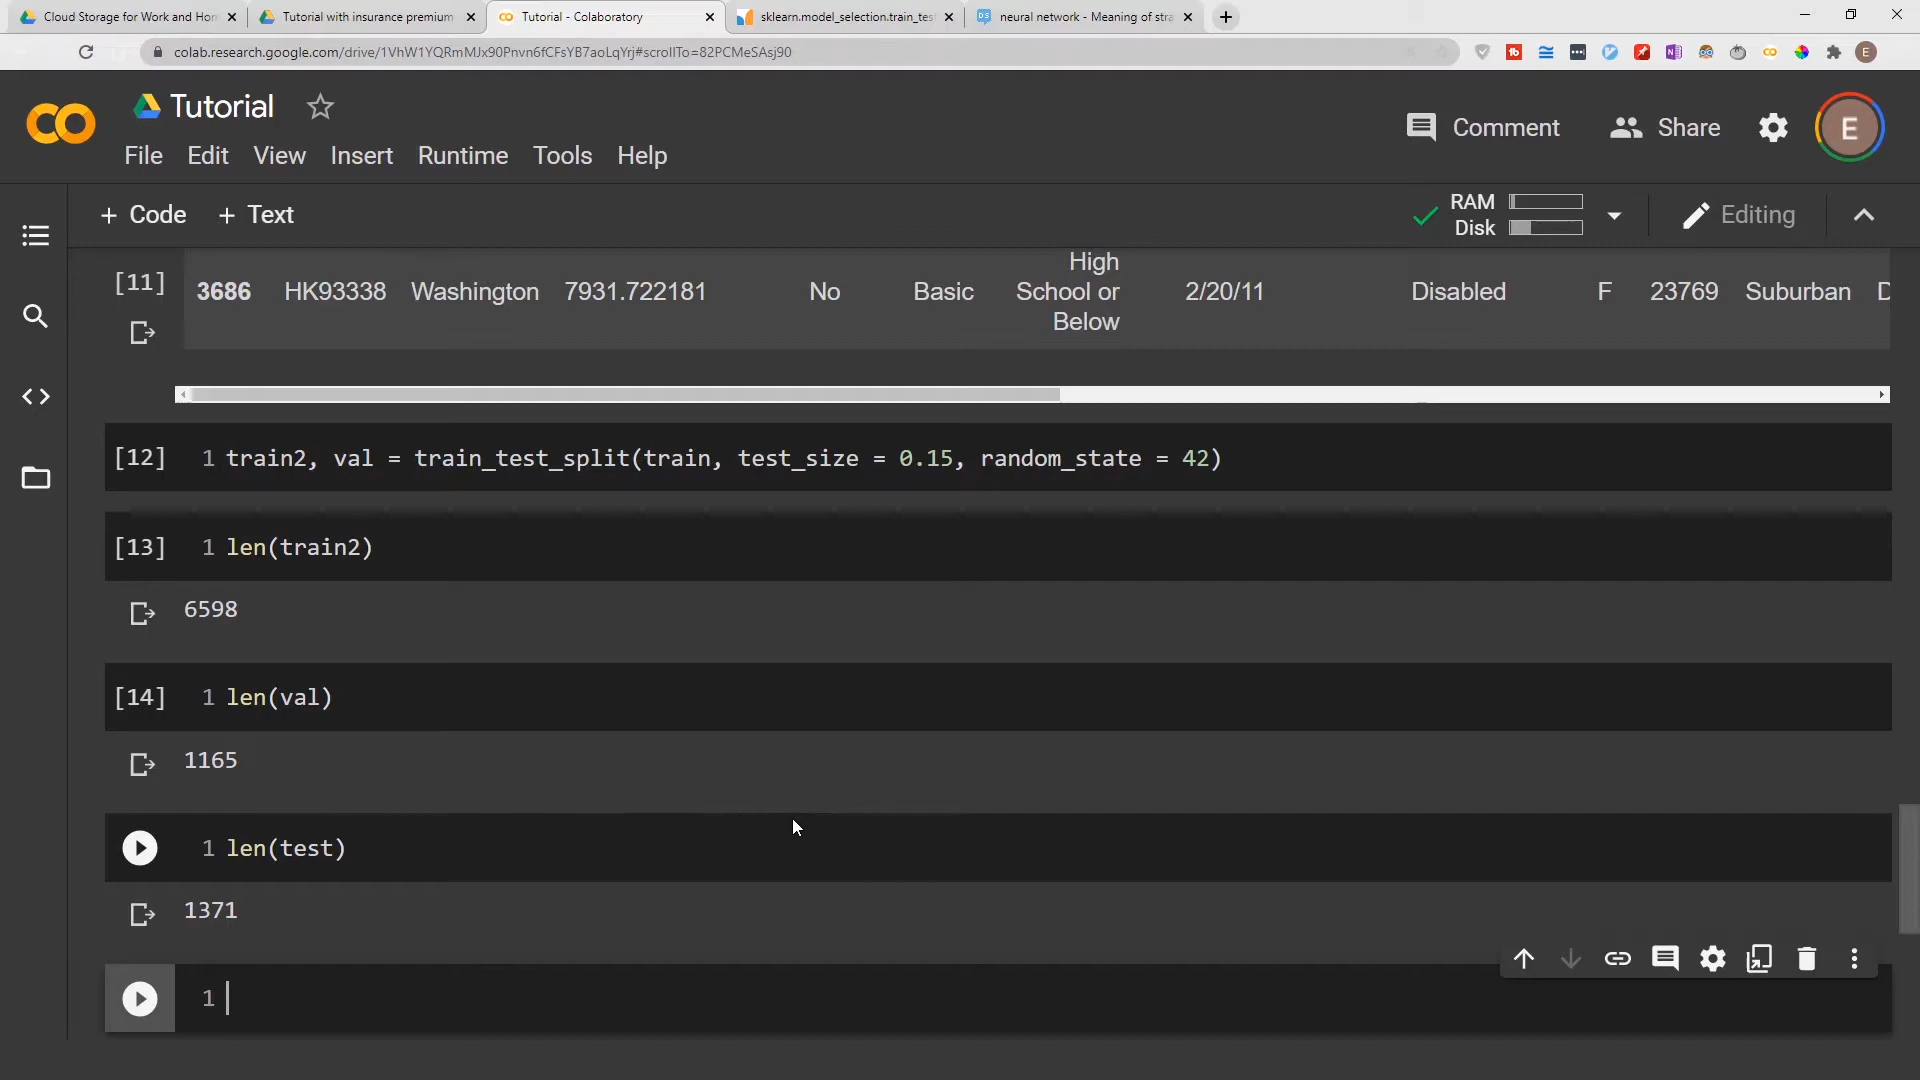 Cloud Storage for Work and Hor
Tutorial with insurance premium
Tutorial - Colaboratory
sklearn.model_selection.train_tes
neural network - Meaning of stra
colab.research.google.com/drive/1VhW1YQRmMJx90Pnvn6fCFsYB7aoLqYrj#scrollTo=82PCMeSAsj90
Tutorial
Comment
Share
E
File Edit View Insert Runtime Tools Help
+ Code + Text
RAM
Disk
Editing
[11]
3686 HK93338 Washington 7931.722181 No Basic High School or Below 2/20/11 Disabled F 23769 Suburban D
[12] 1 train2, val = train_test_split(train, test_size = 0.15, random_state = 42)
[13] 1 len(train2)
6598
[14] 1 len(val)
1165
1 len(test)
1371
1